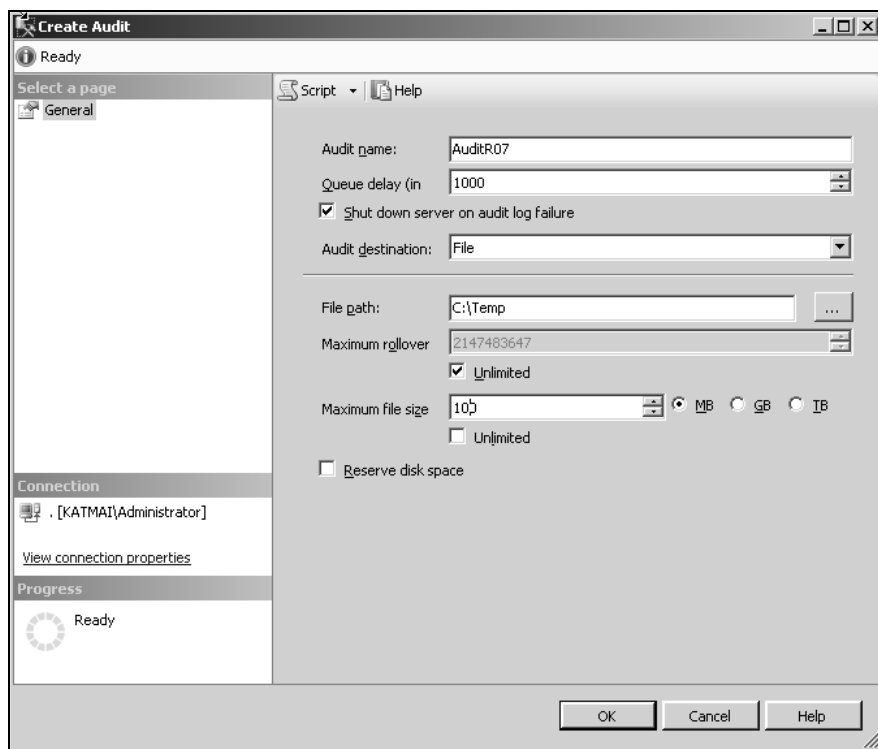 Create Audit
Ready
Select a page
General
Script
Help
Audit name:
AuditR07
Queue delay (in
1000
Shut down server on audit log failure
Audit destination:
File
File path:
C:\Temp
...
Maximum rollover
2147483647
Unlimited
Maximum file size
MB
GB
TB
Unlimited
Reserve disk space
Connection
. [KATMAI\Administrator]
View connection properties
Progress
Ready
OK
Cancel
Help